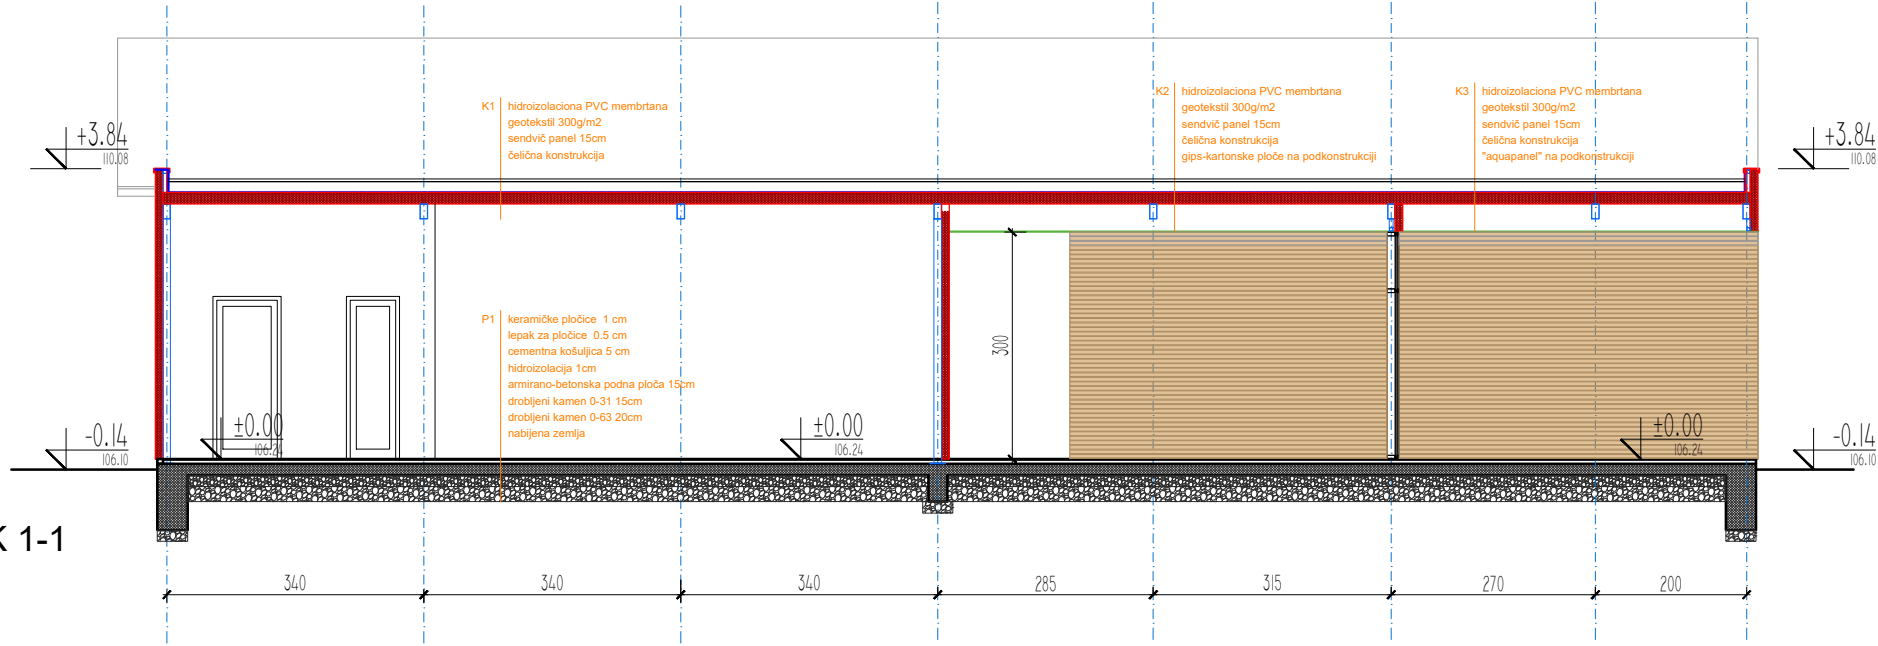 K1 hidroizolaciona PVC membrtana
geotekstil 300g/m2
sendvič panel 15cm
čelična konstrukcija
K2 hidroizolaciona PVC membrtana
geotekstil 300g/m2
sendvič panel 15cm
čelična konstrukcija
gips-kartonske ploče na podkonstrukciji
K3 hidroizolaciona PVC membrtana
geotekstil 300g/m2
sendvič panel 15cm
čelična konstrukcija
"aquapanel" na podkonstrukciji
+3.84
110.08
+3.84
110.08
300
P1 keramičke pločice 1 cm
lepak za pločice 0.5 cm
cementna košuljica 5 cm
hidroizolacija 1cm
armirano-betonska podna ploča 15cm
drobljeni kamen 0-31 15cm
drobljeni kamen 0-63 20cm
nabijena zemlja
-0.14
106.10
±0.00
106.24
±0.00
106.24
±0.00
106.24
-0.14
106.10
K 1-1
340 340 340 285 315 270 200